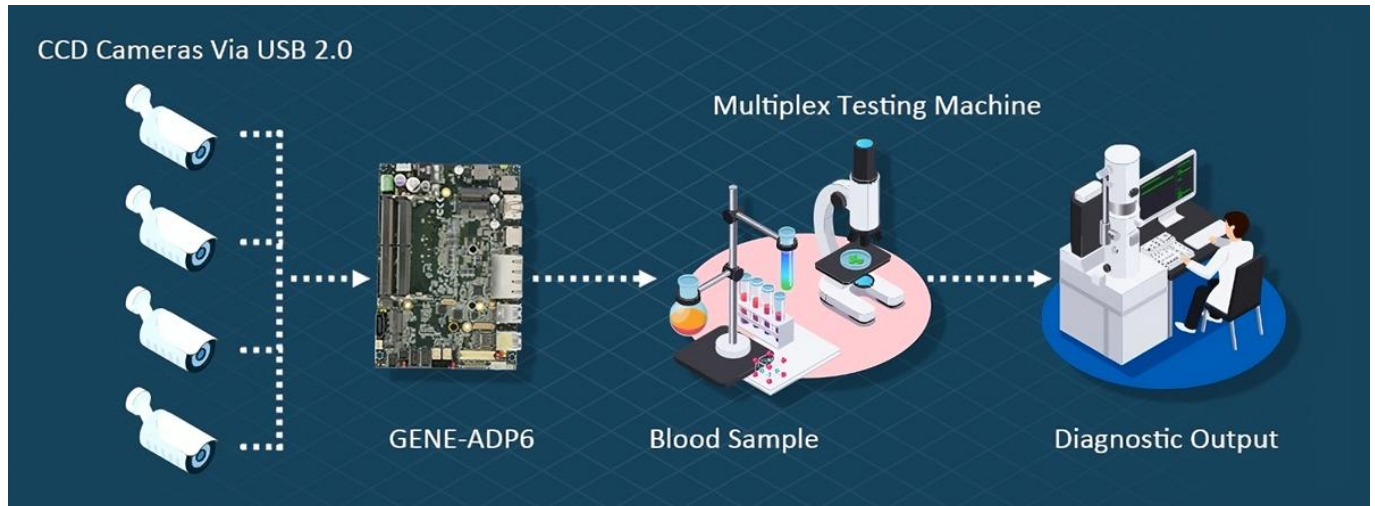 CCD Cameras Via USB 2.0
Multiplex Testing Machine
GENE-ADP6
Blood Sample
Diagnostic Output